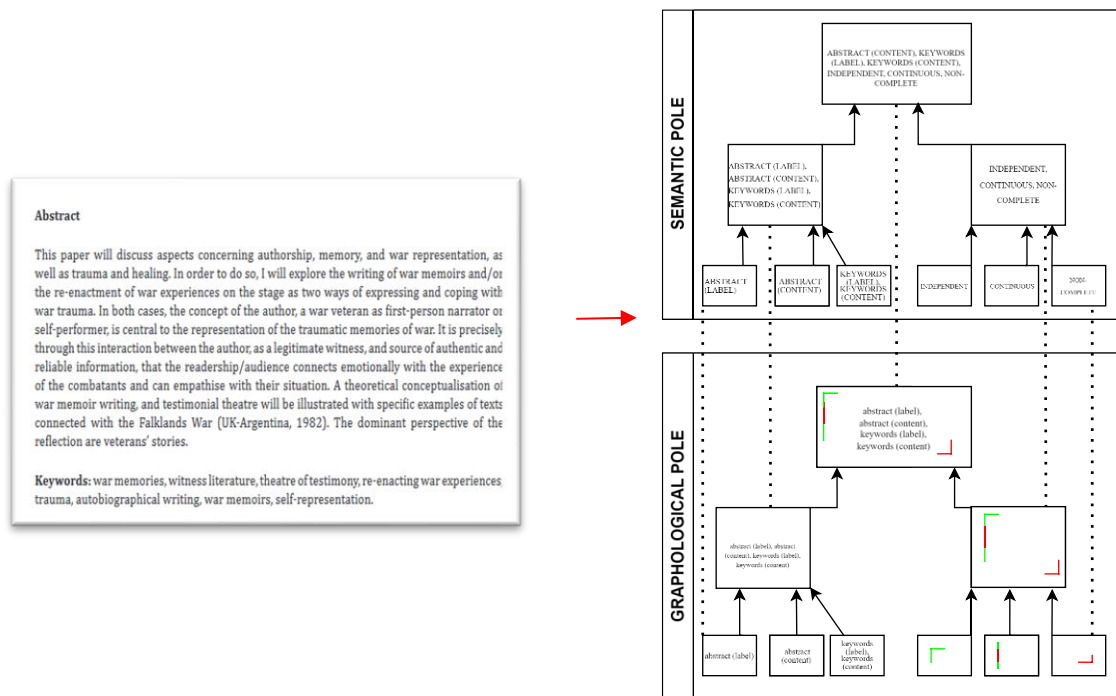 Abstract
This paper will discuss aspects concerning authorship, memory, and war representation, as
well as trauma and healing. In order to do so, I will explore the writing of war memoirs and/or
the re-enactment of war experiences on the stage as two ways of expressing and coping with
war trauma. In both cases, the concept of the author, a war veteran as first-person narrator or
self-performer, is central to the representation of the traumatic memories of war. It is precisely
through this interaction between the author, as a legitimate witness, and source of authentic and
reliable information, that the readership/audience connects emotionally with the experience
of the combatants and can empathise with their situation. A theoretical conceptualisation of
war memoir writing, and testimonial theatre will be illustrated with specific examples of texts
connected with the Falklands War (UK-Argentina, 1982). The dominant perspective of the
reflection are veterans' stories.
Keywords: war memories, witness literature, theatre of testimony, re-enacting war experiences,
trauma, autobiographical writing, war memoirs, self-representation.
SEMANTIC POLE
ABSTRACT (CONTENT), KEYWORDS
(LABEL), KEYWORDS (CONTENT),
INDEPENDENT, CONTINUOUS, NON-
COMPLETE
ABSTRACT (LABEL),
ABSTRACT (CONTENT),
KEYWORDS (LABEL),
KEYWORDS (CONTENT)
INDEPENDENT,
CONTINUOUS, NON-
COMPLETE
ABSTRACT
(LABEL)
ABSTRACT
(CONTENT)
KEYWORDS
(LABEL),
KEYWORDS
(CONTENT)
INDEPENDENT
CONTINUOUS
NON-
COMPLETE
GRAPHOLOGICAL POLE
abstract (label),
abstract (content),
keywords (label),
keywords (content)
abstract (label), abstract
(content), keywords (label),
keywords (content)
abstract (label)
abstract
(content)
keywords
(label),
keywords
(content)